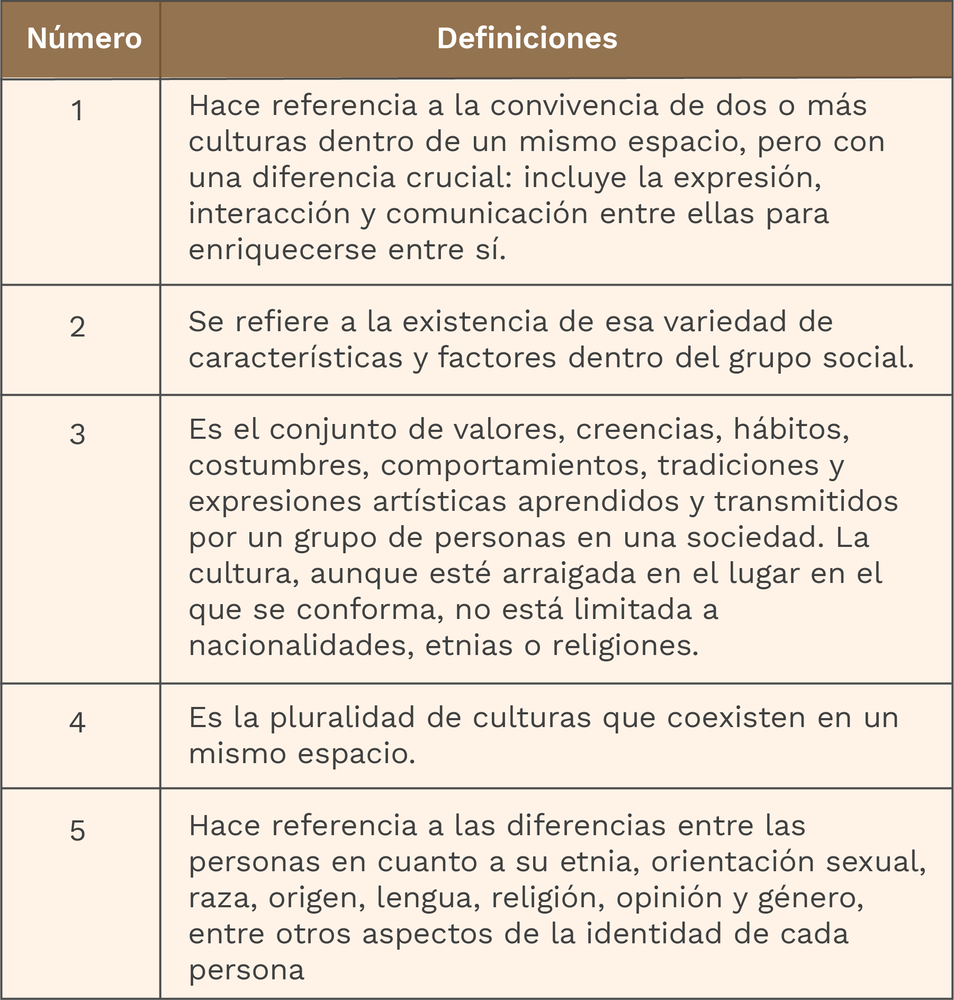 Número Definiciones
1 Hace referencia a la convivencia de dos o más
culturas dentro de un mismo espacio, pero con
una diferencia crucial: incluye la expresión,
interacción y comunicación entre ellas para
enriquecerse entre sí.
2 Se refiere a la existencia de esa variedad de
características y factores dentro del grupo social.
3 Es el conjunto de valores, creencias, hábitos,
costumbres, comportamientos, tradiciones y
expresiones artísticas aprendidos y transmitidos
por un grupo de personas en una sociedad. La
cultura, aunque esté arraigada en el lugar en el
que se conforma, no está limitada a
nacionalidades, etnias o religiones.
4 Es la pluralidad de culturas que coexisten en un
mismo espacio.
5 Hace referencia a las diferencias entre las
personas en cuanto a su etnia, orientación sexual,
raza, origen, lengua, religión, opinión y género,
entre otros aspectos de la identidad de cada
persona